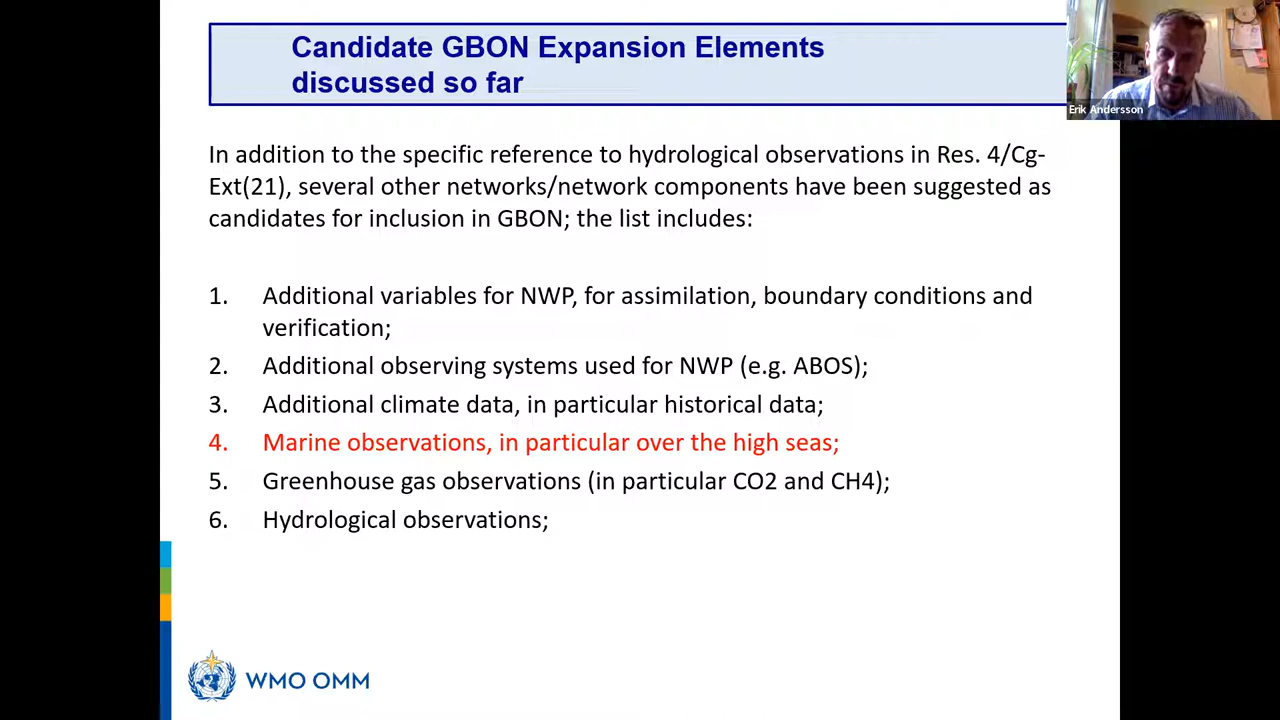 Candidate GBON Expansion Elements
discussed so far
Erik Andersson
In addition to the specific reference to hydrological observations in Res. 4/Cg-
Ext(21), several other networks/network components have been suggested as
candidates for inclusion in GBON; the list includes:
1. Additional variables for NWP, for assimilation, boundary conditions and
verification;
2. Additional observing systems used for NWP (e.g. ABOS);
3. Additional climate data, in particular historical data;
4. Marine observations, in particular over the high seas;
5. Greenhouse gas observations (in particular CO2 and CH4);
6. Hydrological observations;
WMO OMM